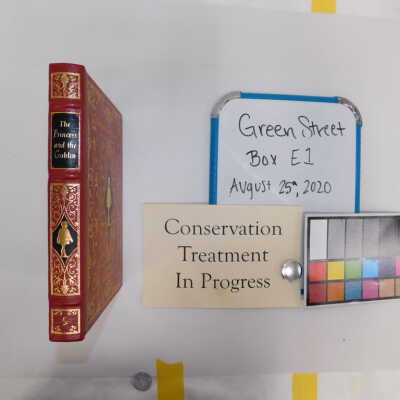 The
Princess
and the
Goblin
Green Street
Box E1
August 25th, 2020
Conservation
Treatment
In Progress